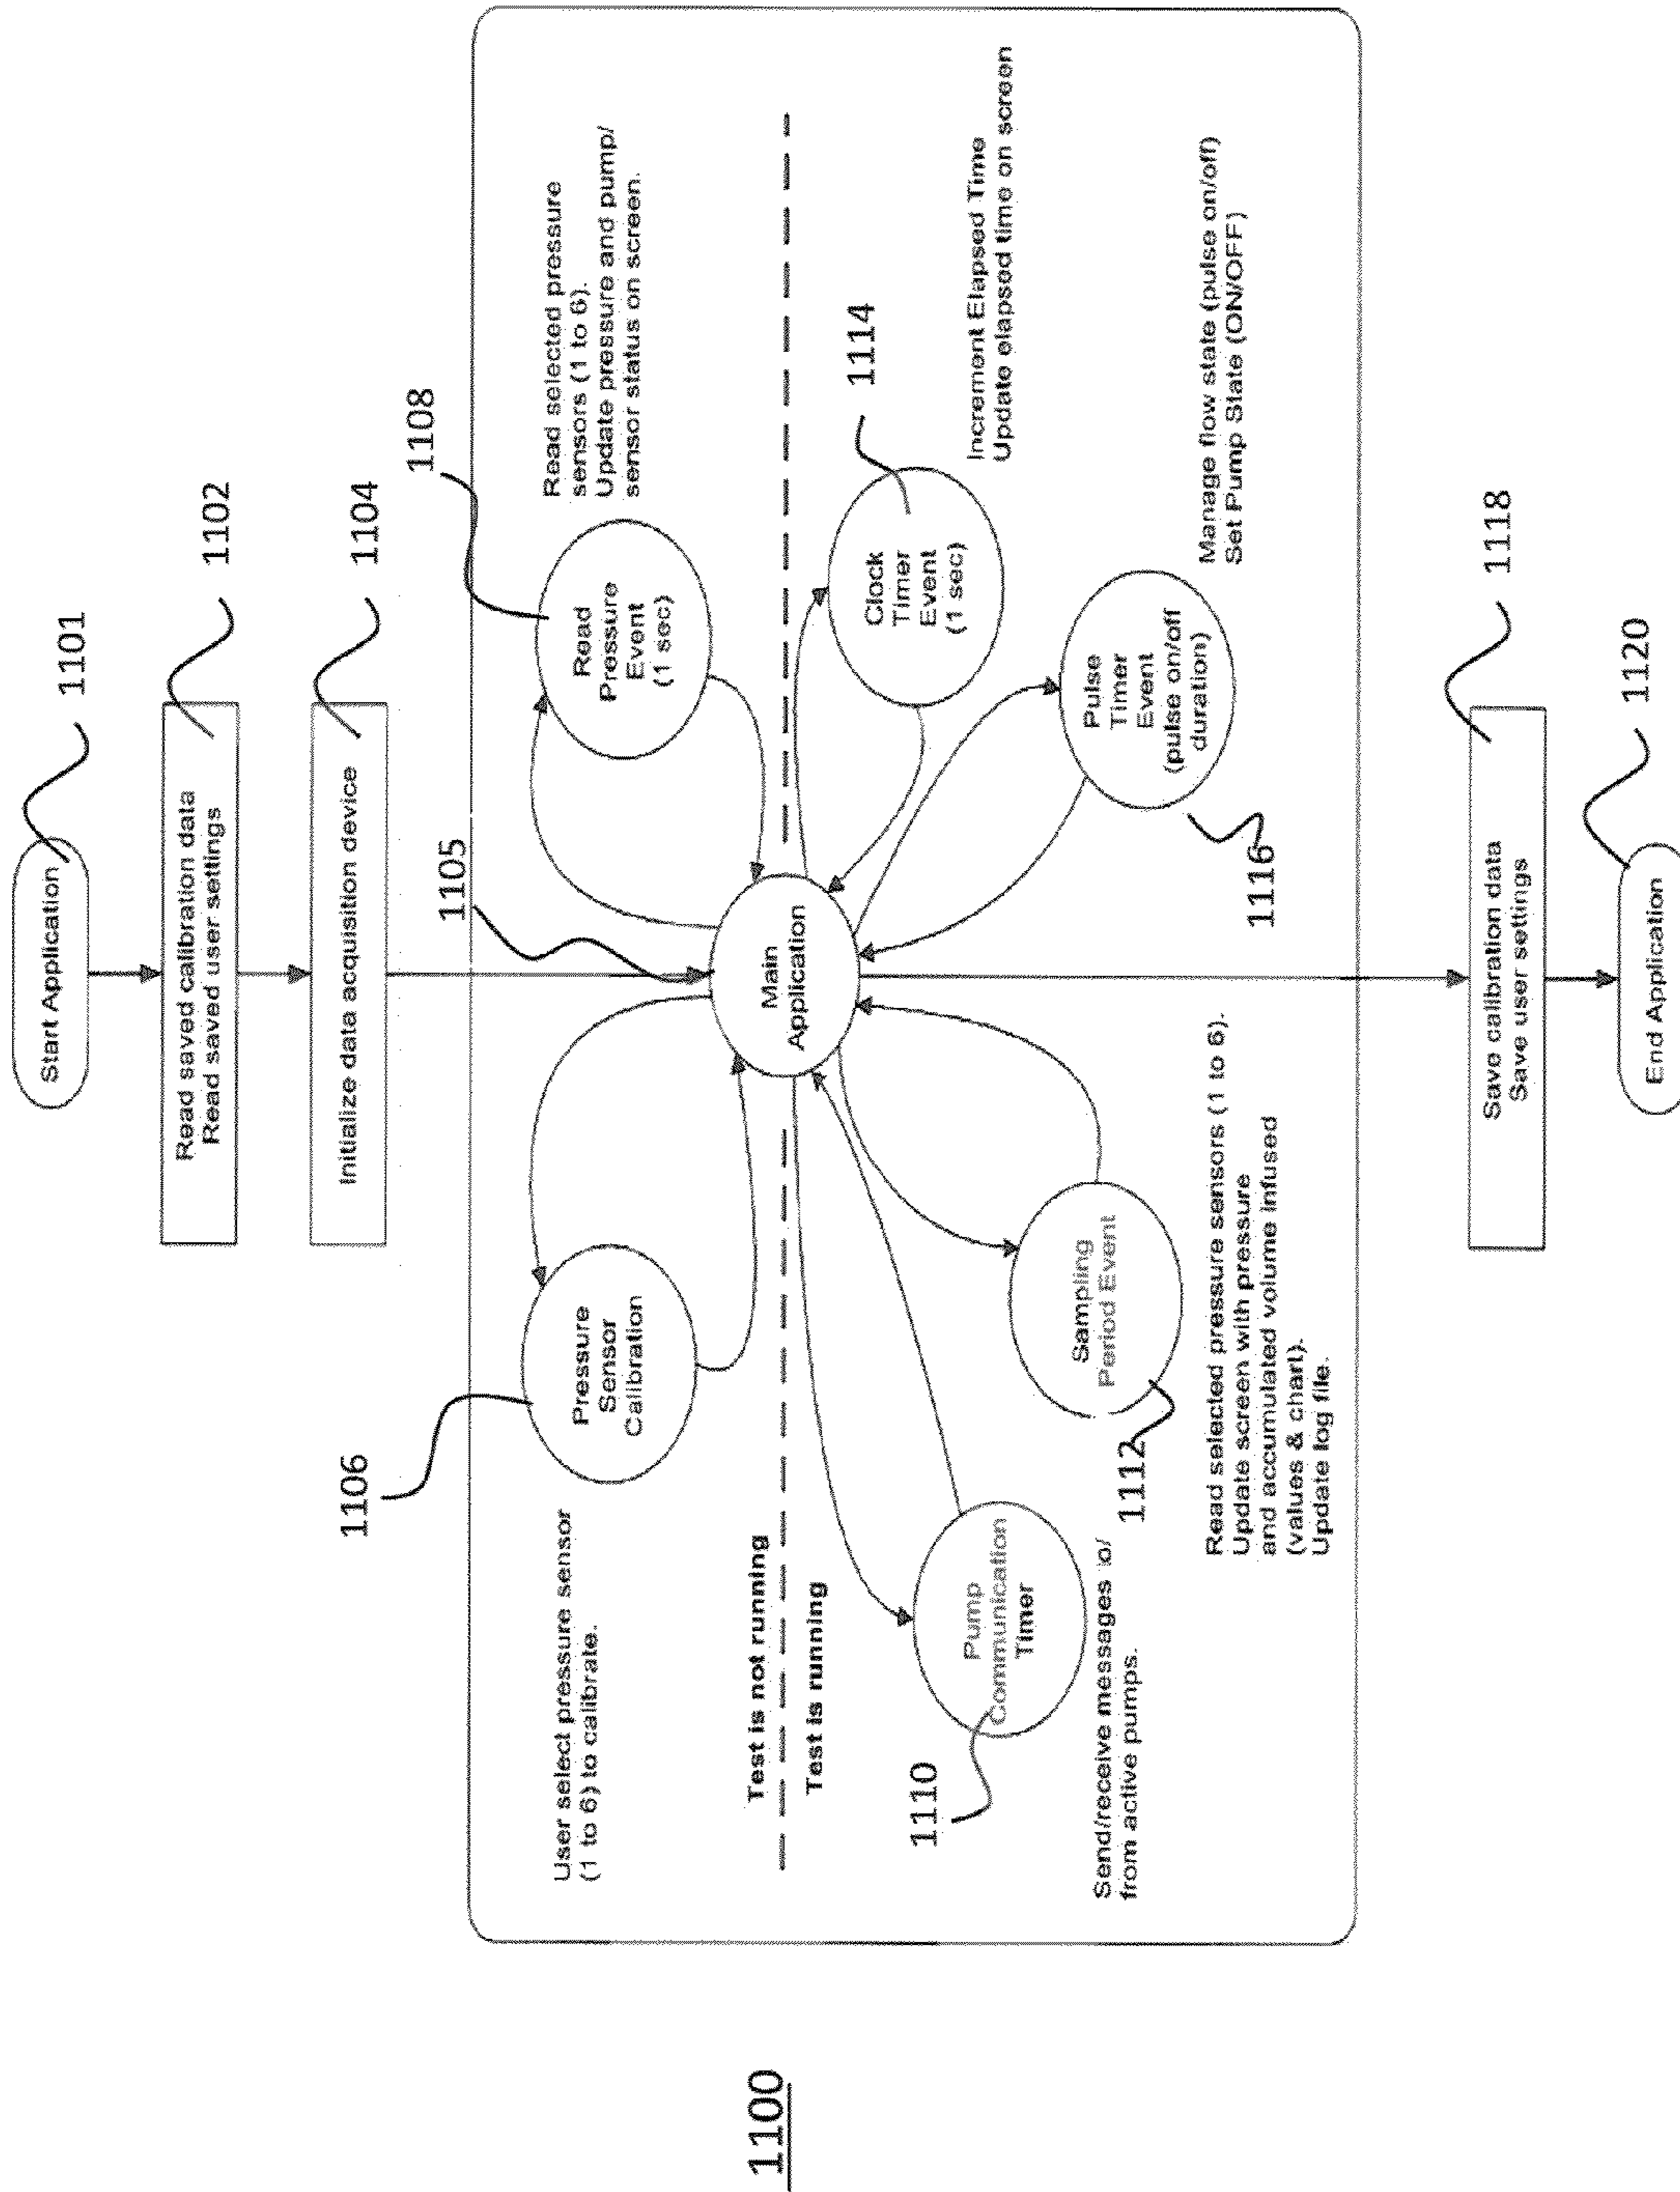 1100
Start Application
1101
Read saved calibration data
Read saved user settings
1102
Initialize data acquisition device
1104
1105
1106
User select pressure sensor
(1 to 6) to calibrate.
Pressure
Sensor
Calibration
1108
Read
Pressure
Event
(1 sec)
Read selected pressure
sensors (1 to 6).
Update pressure and pump/
sensor status on screen.
Test is not running
Test is running
Main
Application
1110
Pump
Communication
Timer
Send/receive messages to/
from active pumps.
1112
Sampling
Period Event
Read selected pressure sensors (1 to 6).
Update screen with pressure
and accumulated volume infused
(values & chart).
Update log file.
1114
Clock
Timer
Event
(1 sec)
Increment Elapsed Time
Update elapsed time on screen
1116
Pulse
Timer
Event
(pulse on/off
duration)
Manage flow state (pulse on/off)
Set Pump State (ON/OFF)
Save calibration data
Save user settings
1118
End Application
1120